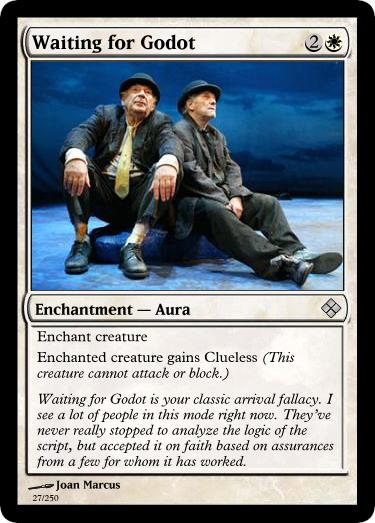 Waiting for Godot 2
Enchantment — Aura
Enchant creature
Enchanted creature gains Clueless (This
creature cannot attack or block.)
Waiting for Godot is your classic arrival fallacy. I
see a lot of people in this mode right now. They've
never really stopped to analyze the logic of the
script, but accepted it on faith based on assurances
from a few for whom it has worked.
Joan Marcus
27/250